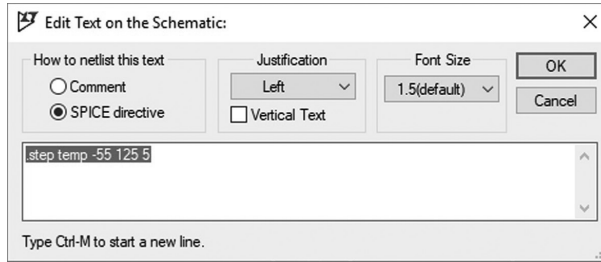 Edit Text on the Schematic:
How to netlist this text
Comment
SPICE directive
Justification
Left
Vertical Text
Font Size
1.5(default)
OK
Cancel
.step temp -55 125 5
Type Ctrl-M to start a new line.